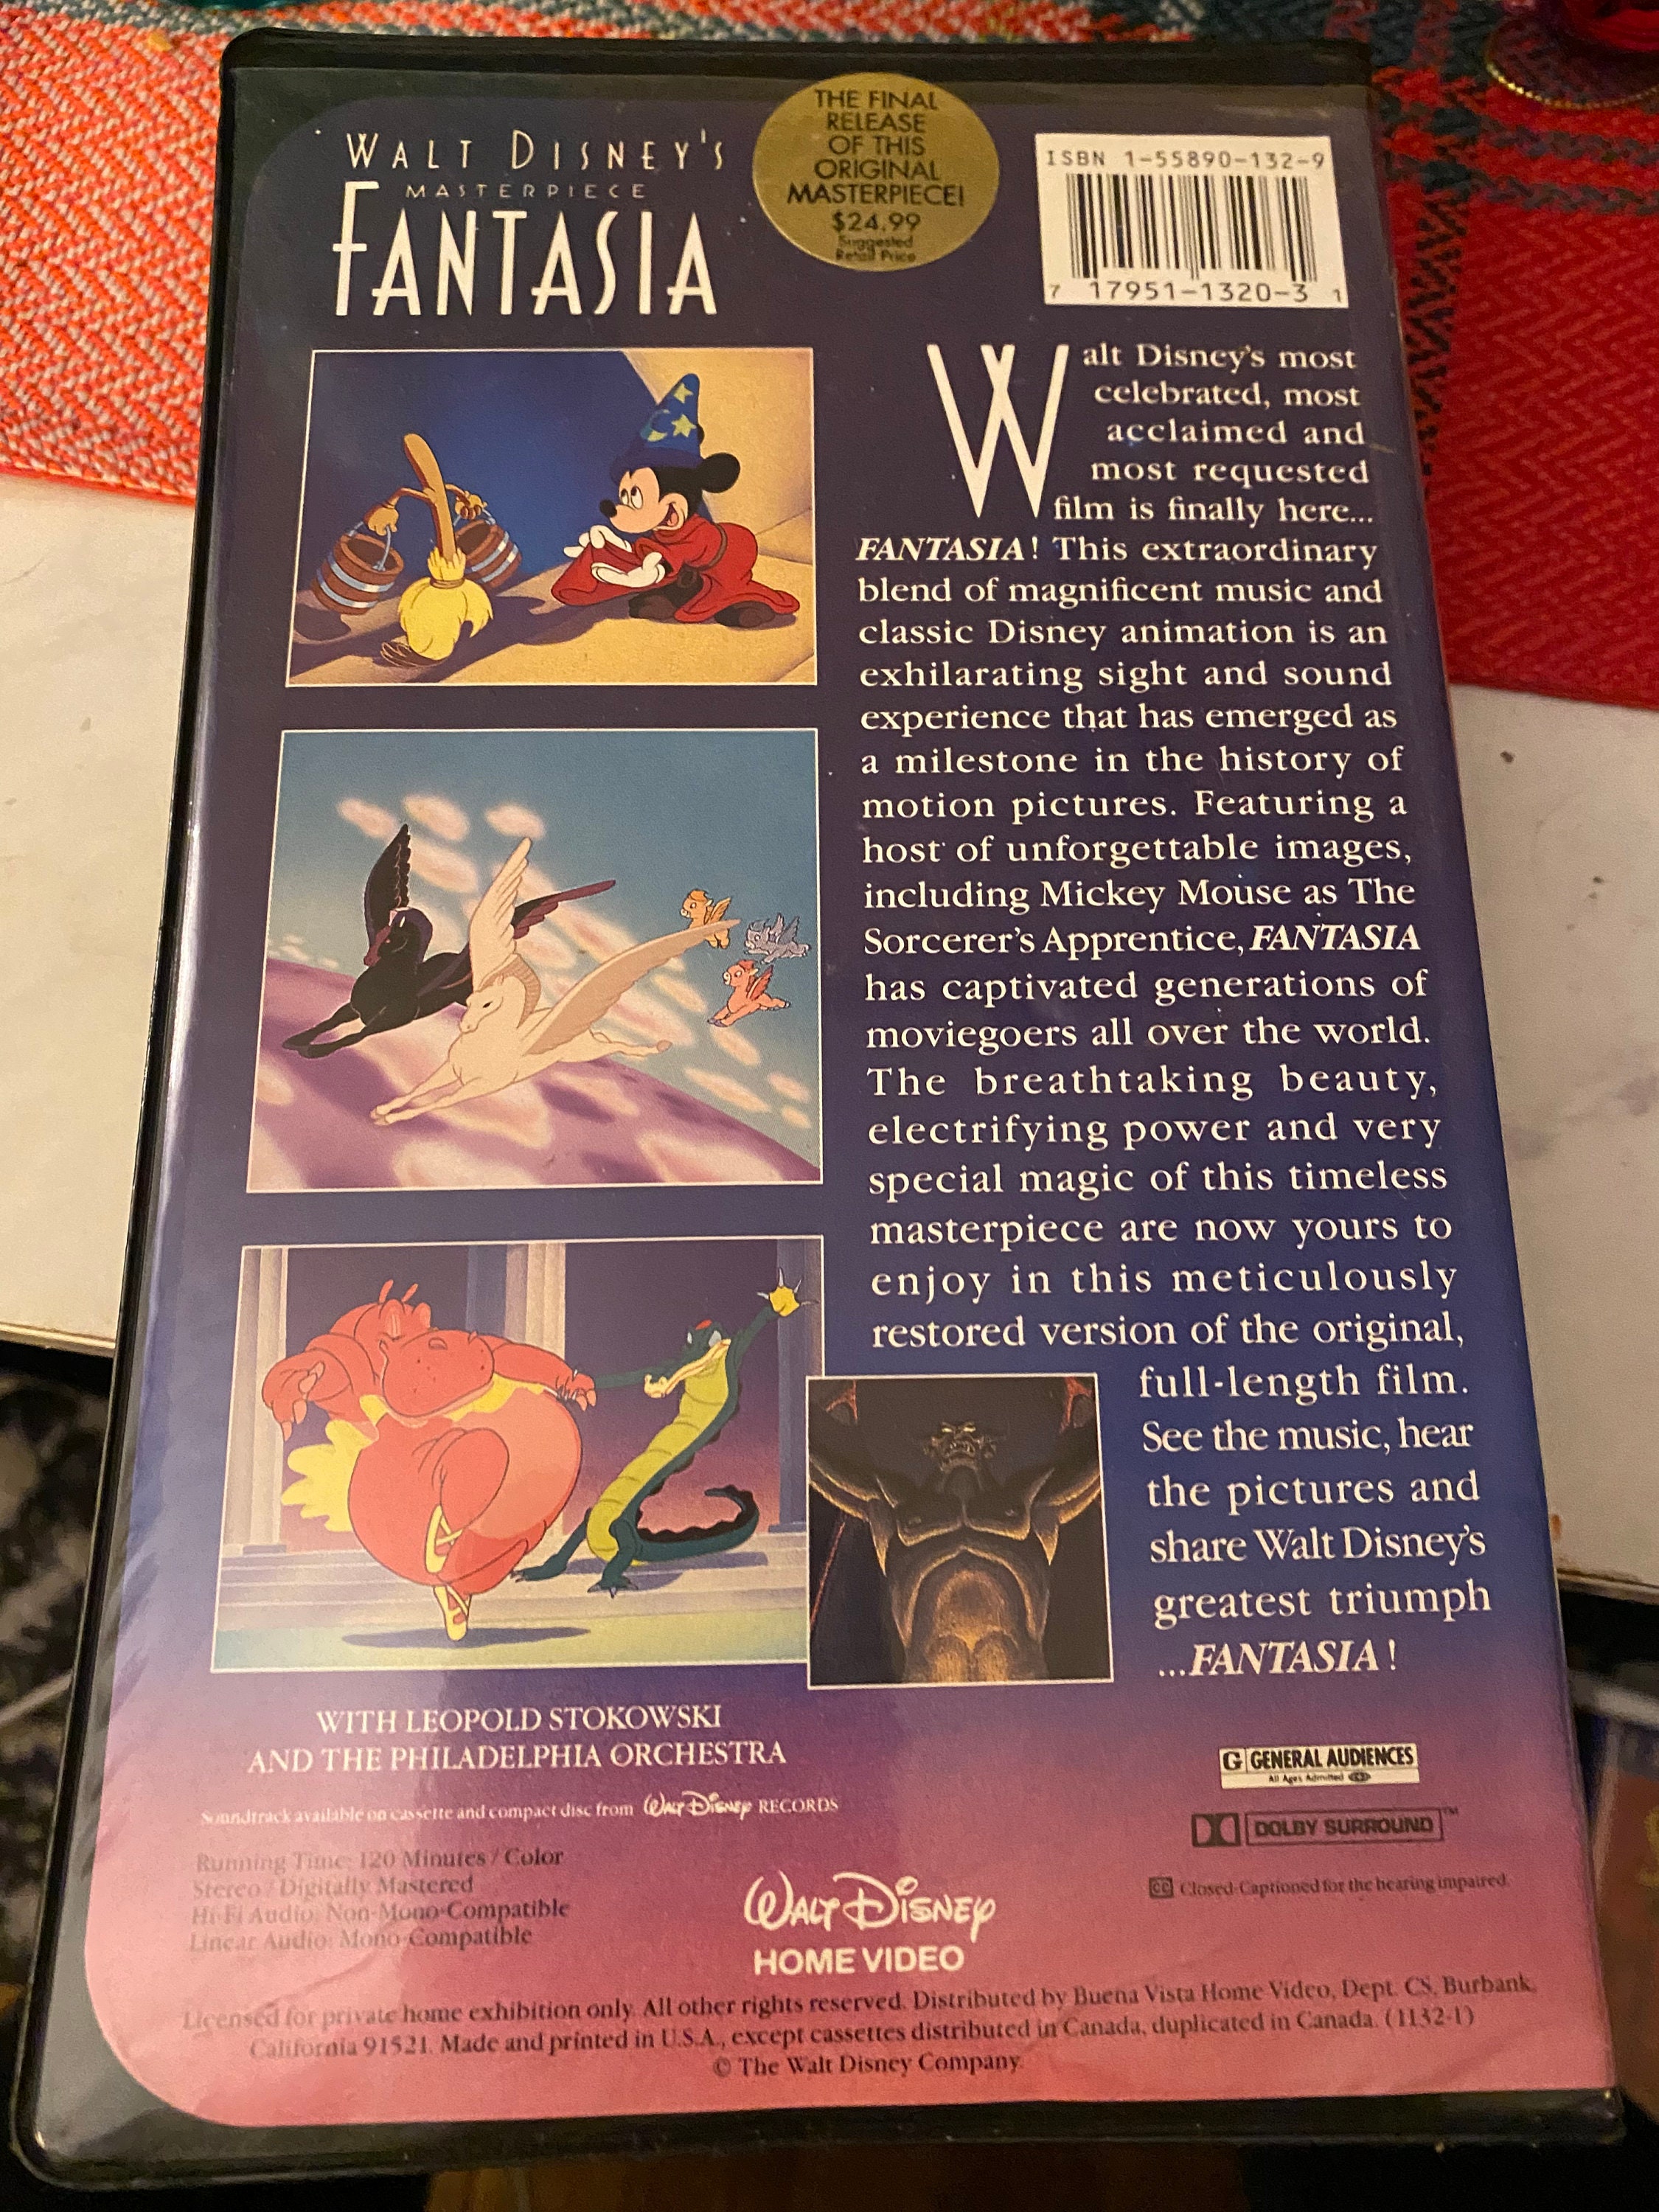 WALT DISNEY'S
MASTERPIECE
FANTASIA
THE FINAL
RELEASE
OF THIS
ORIGINAL
MASTERPIECE!
$24.99
Suggested
Retail Price
ISBN 1-55890-132-9
7 17951-1320-3 1
Walt Disney's most
celebrated, most
acclaimed and
most requested
film is finally here...
FANTASIA! This extraordinary
blend of magnificent music and
classic Disney animation is an
exhilarating sight and sound
experience that has emerged as
a milestone in the history of
motion pictures. Featuring a
host of unforgettable images,
including Mickey Mouse as The
Sorcerer's Apprentice, FANTASIA
has captivated generations of
moviegoers all over the world.
The breathtaking beauty,
electrifying power and very
special magic of this timeless
masterpiece are now yours to
enjoy in this meticulously
restored version of the original,
full-length film.
See the music, hear
the pictures and
share Walt Disney's
greatest triumph
...FANTASIA!
WITH LEOPOLD STOKOWSKI
AND THE PHILADELPHIA ORCHESTRA
Soundtrack available on cassette and compact disc from Walt Disney RECORDS
Running Time: 120 Minutes / Color
Stereo / Digitally Mastered
Hi-Fi Audio: Non-Mono-Compatible
Linear Audio: Mono-Compatible
G GENERAL AUDIENCES
All Ages Admitted
DOLBY SURROUND™
CC Closed-Captioned for the hearing impaired.
WALT DISNEY
HOME VIDEO
Licensed for private home exhibition only. All other rights reserved. Distributed by Buena Vista Home Video, Dept. CS, Burbank,
California 91521. Made and printed in U.S.A., except cassettes distributed in Canada, duplicated in Canada. (1132-1)
© The Walt Disney Company.